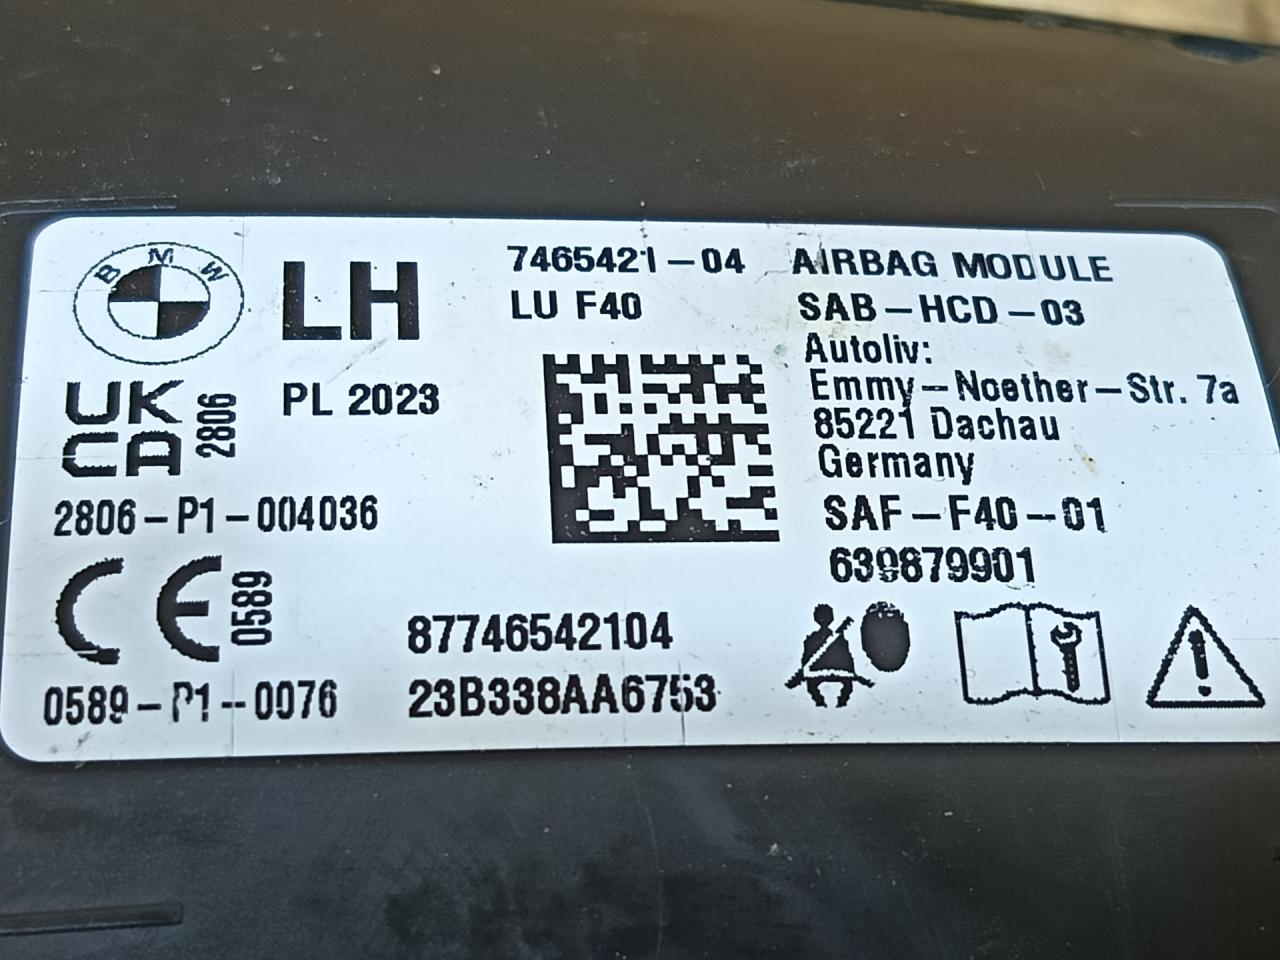 BMW
LH
7465421-04
LU F40
AIRBAG MODULE
SAB-HCD-03
Autoliv:
Emmy-Noether-Str. 7a
85221 Dachau
Germany
SAF-F40-01
639879901
UK
CA
2806
PL 2023
2806-P1-004036
CE
0589
0589-P1--0076
87746542104
23B338AA6753